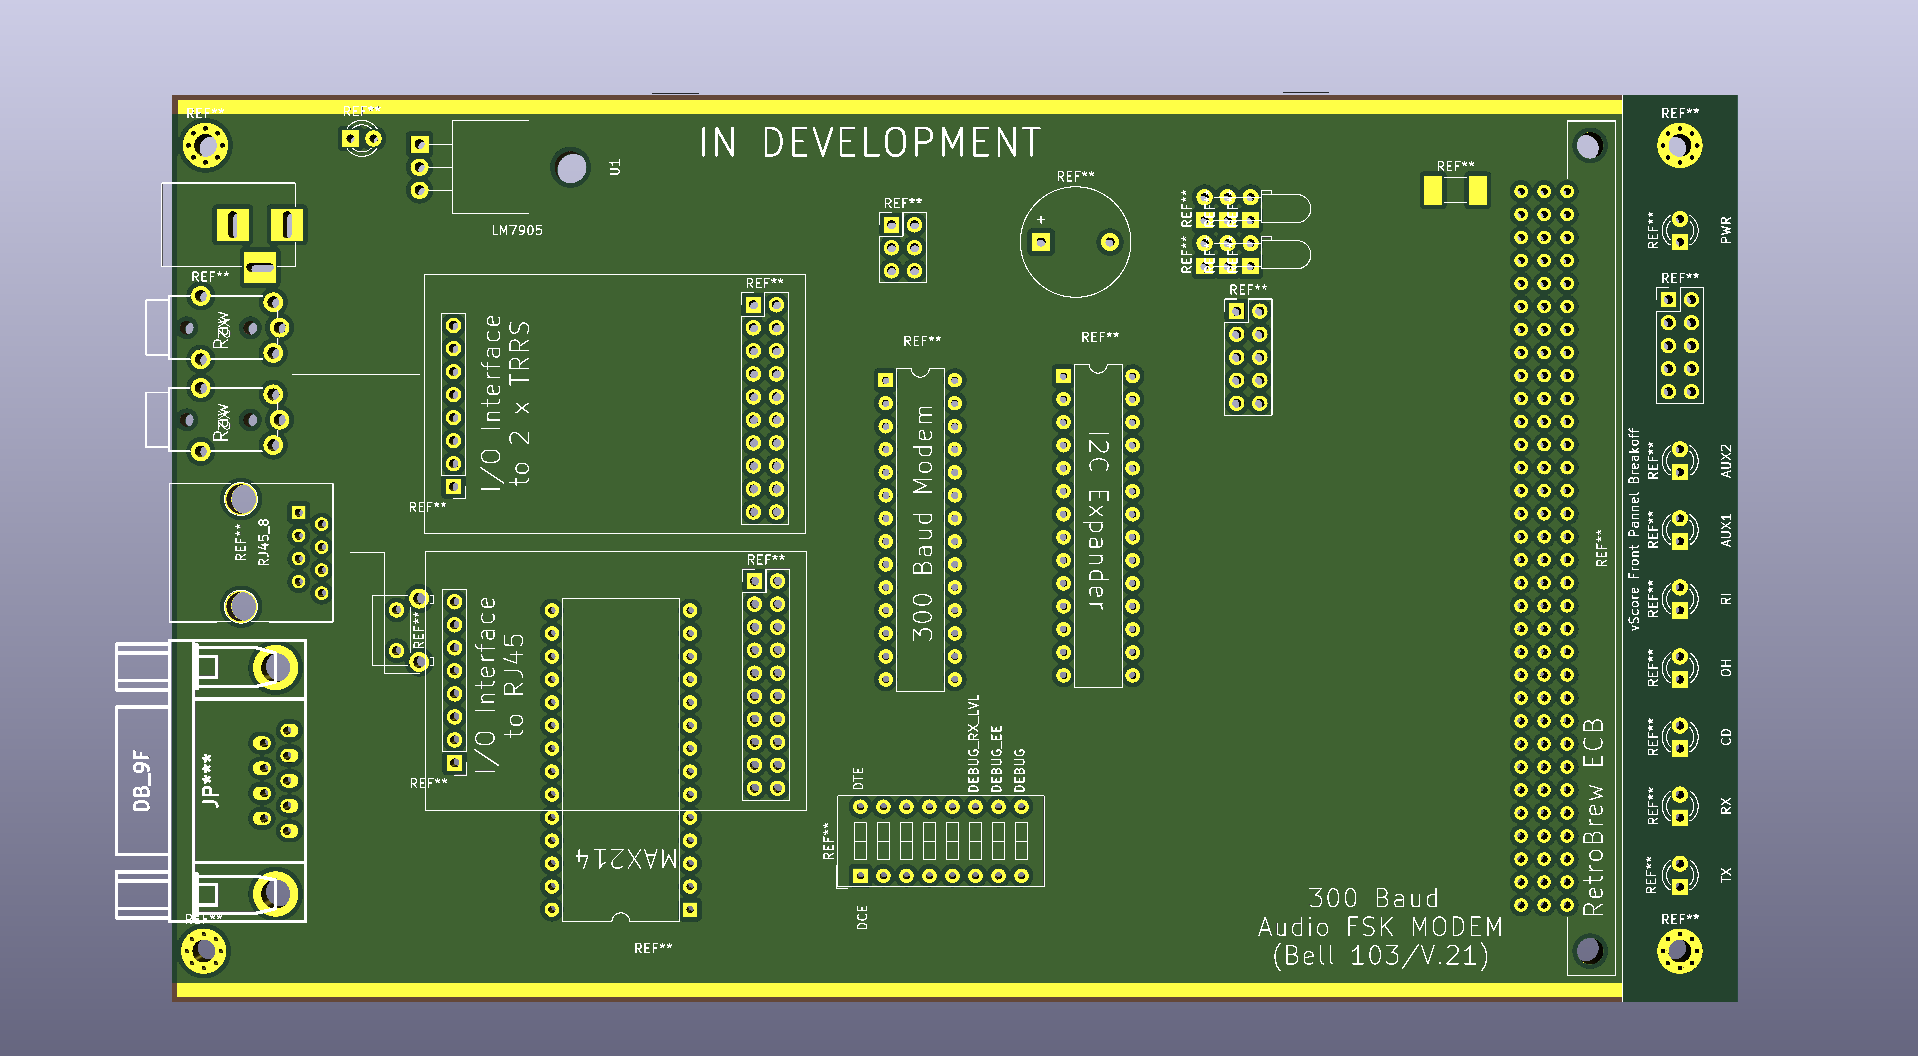 IN DEVELOPMENT
REF**
REF**
REF**
U1
LM7905
REF**
REF**
REF**
REF**
REF**
REF**
REF**
PWR
REF**
REF**
REF**
REF**
REF**
REF**
I/O Interface
to 2 x TRRS
REF**
REF**
RJ45_8
REF**
300 Baud Modem
I2C Expander
vScore Front Pannel Breakoff
REF**
AUX2
REF**
AUX1
REF**
RI
REF**
OH
REF**
CD
REF**
RX
REF**
TX
REF**
REF**
RetroBrew ECB
REF**
I/O Interface
to RJ45
REF**
REF**
MAX214
REF**
DB_9F
JP***
REF**
DTE
DEBUG_RX_LVL
DEBUG_EE
DEBUG
REF**
DCE
300 Baud
Audio FSK MODEM
(Bell 103/V.21)